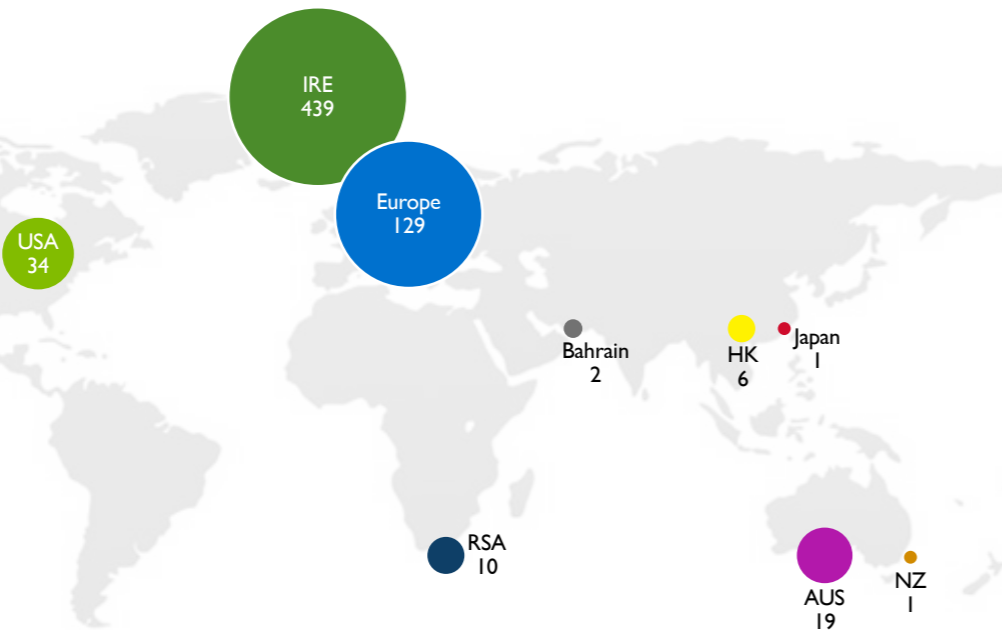 IRE
439
Europe
129
USA
34
Bahrain
2
HK
6
Japan
1
RSA
10
AUS
19
NZ
1